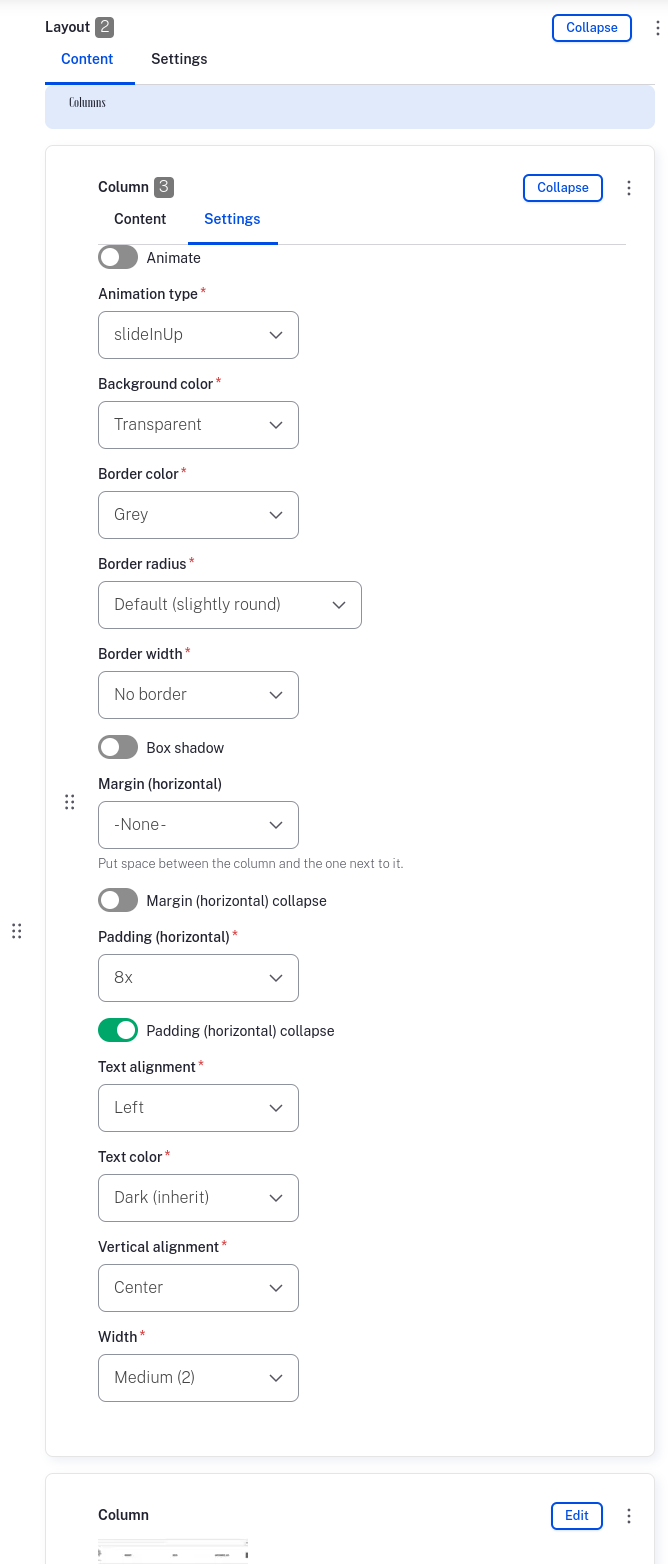 Layout 2 Collapse
Content Settings
Columns
Column 3 Collapse
Content Settings
Animate
Animation type *
slideInUp
Background color *
Transparent
Border color *
Grey
Border radius *
Default (slightly round)
Border width *
No border
Box shadow
Margin (horizontal)
-None-
Put space between the column and the one next to it.
Margin (horizontal) collapse
Padding (horizontal) *
8x
Padding (horizontal) collapse
Text alignment *
Left
Text color *
Dark (inherit)
Vertical alignment *
Center
Width *
Medium (2)
Column Edit